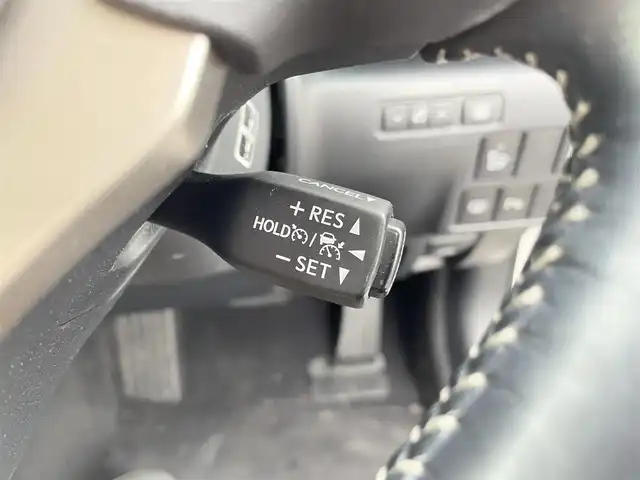 CANCEL▼
+ RES ▲
HOLD / ◀
− SET ▼